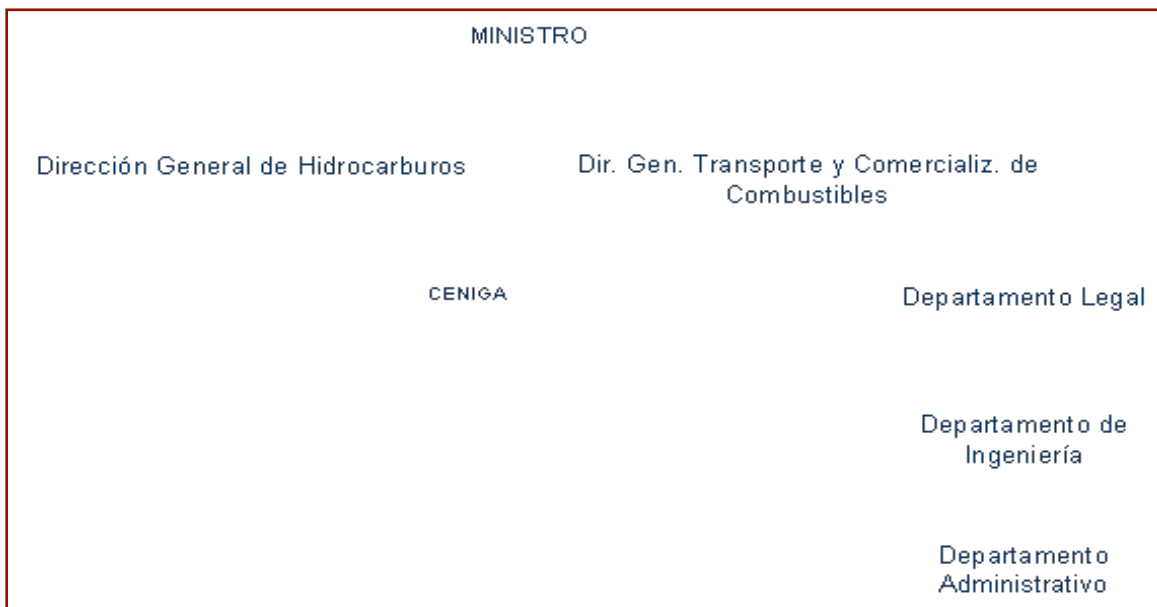 MINISTRO
Dirección General de Hidrocarburos
Dir. Gen. Transporte y Comercializ. de
Combustibles
CENIGA
Departamento Legal
Departamento de
Ingeniería
Departamento
Administrativo